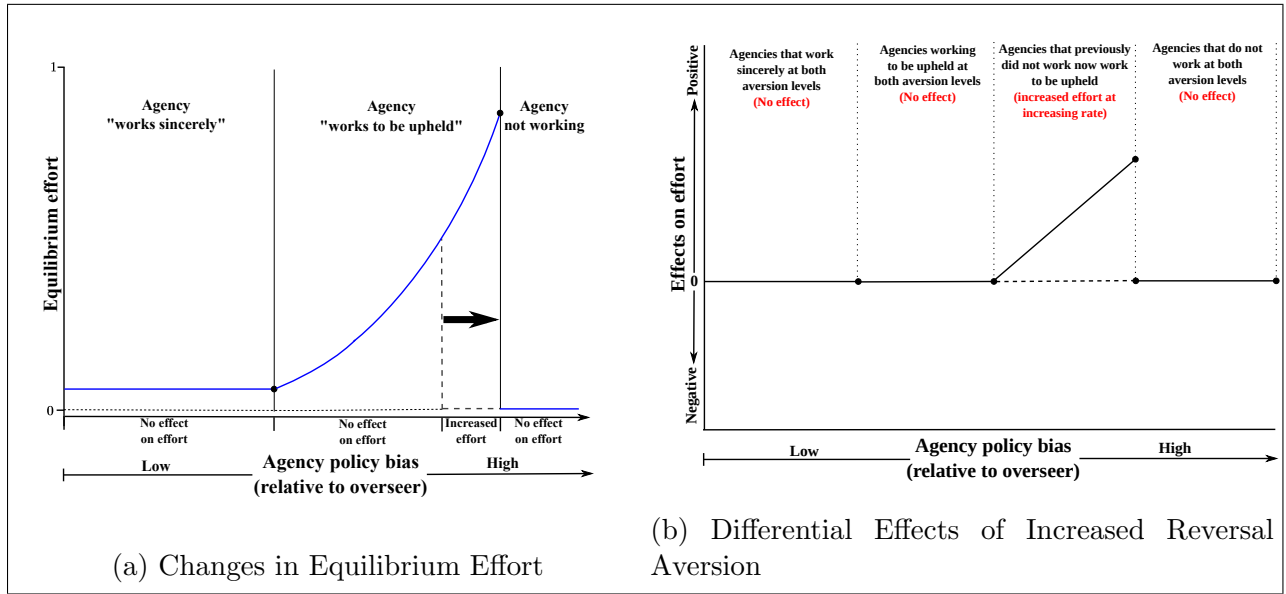 1
Agency
"works sincerely"
Agency
"works to be upheld"
Agency
not working
Equilibrium effort
0
No effect
on effort
No effect
on effort
Increased
effort
No effect
on effort
Low
Agency policy bias
(relative to overseer)
High
(a) Changes in Equilibrium Effort
Positive
Effects on effort
0
Negative
Agencies that work
sincerely at both
aversion levels
(No effect)
Agencies working
to be upheld at
both aversion levels
(No effect)
Agencies that previously
did not work now work
to be upheld
(increased effort at
increasing rate)
Agencies that do not
work at both
aversion levels
(No effect)
Low
Agency policy bias
(relative to overseer)
High
(b) Differential Effects of Increased Reversal
Aversion